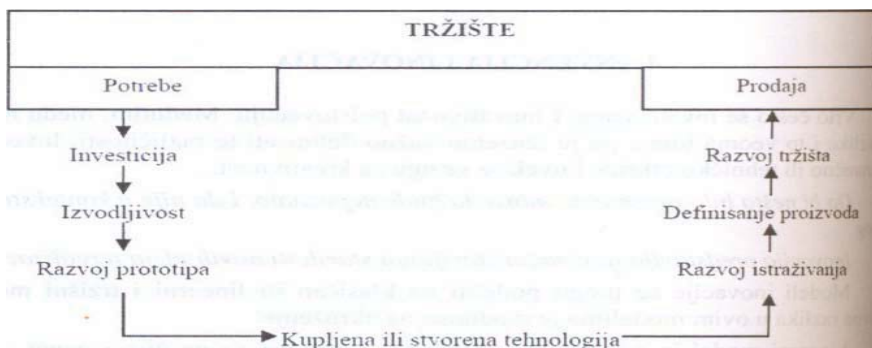 TRŽIŠTE
Potrebe
Prodaja
Investicija
Razvoj tržišta
Izvodljivost
Definisanje proizvoda
Razvoj prototipa
Razvoj istraživanja
Kupljena ili stvorena tehnologija